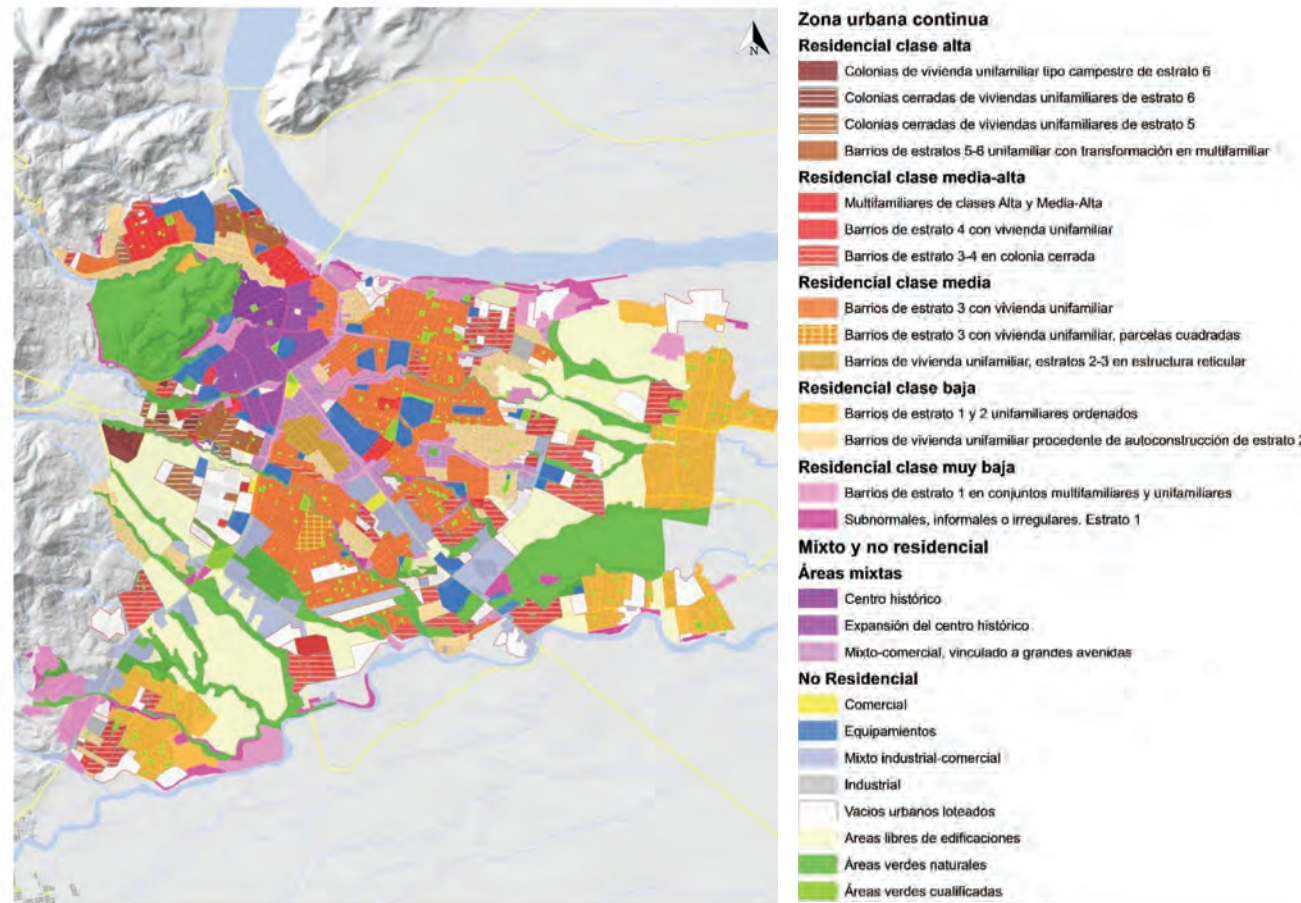 N
Zona urbana continua
Residencial clase alta
Colonias de vivienda unifamiliar tipo campestre de estrato 6
Colonias cerradas de viviendas unifamiliares de estrato 6
Colonias cerradas de viviendas unifamiliares de estrato 5
Barrios de estratos 5-6 unifamiliar con transformación en multifamiliar
Residencial clase media-alta
Multifamiliares de clases Alta y Media-Alta
Barrios de estrato 4 con vivienda unifamiliar
Barrios de estrato 3-4 en colonia cerrada
Residencial clase media
Barrios de estrato 3 con vivienda unifamiliar
Barrios de estrato 3 con vivienda unifamiliar, parcelas cuadradas
Barrios de vivienda unifamiliar, estratos 2-3 en estructura reticular
Residencial clase baja
Barrios de estrato 1 y 2 unifamiliares ordenados
Barrios de vivienda unifamiliar procedente de autoconstrucción de estrato 2
Residencial clase muy baja
Barrios de estrato 1 en conjuntos multifamiliares y unifamiliares
Subnormales, informales o irregulares. Estrato 1
Mixto y no residencial
Áreas mixtas
Centro histórico
Expansión del centro histórico
Mixto-comercial, vinculado a grandes avenidas
No Residencial
Comercial
Equipamientos
Mixto industrial-comercial
Industrial
Vacios urbanos loteados
Areas libres de edificaciones
Áreas verdes naturales
Áreas verdes cualificadas